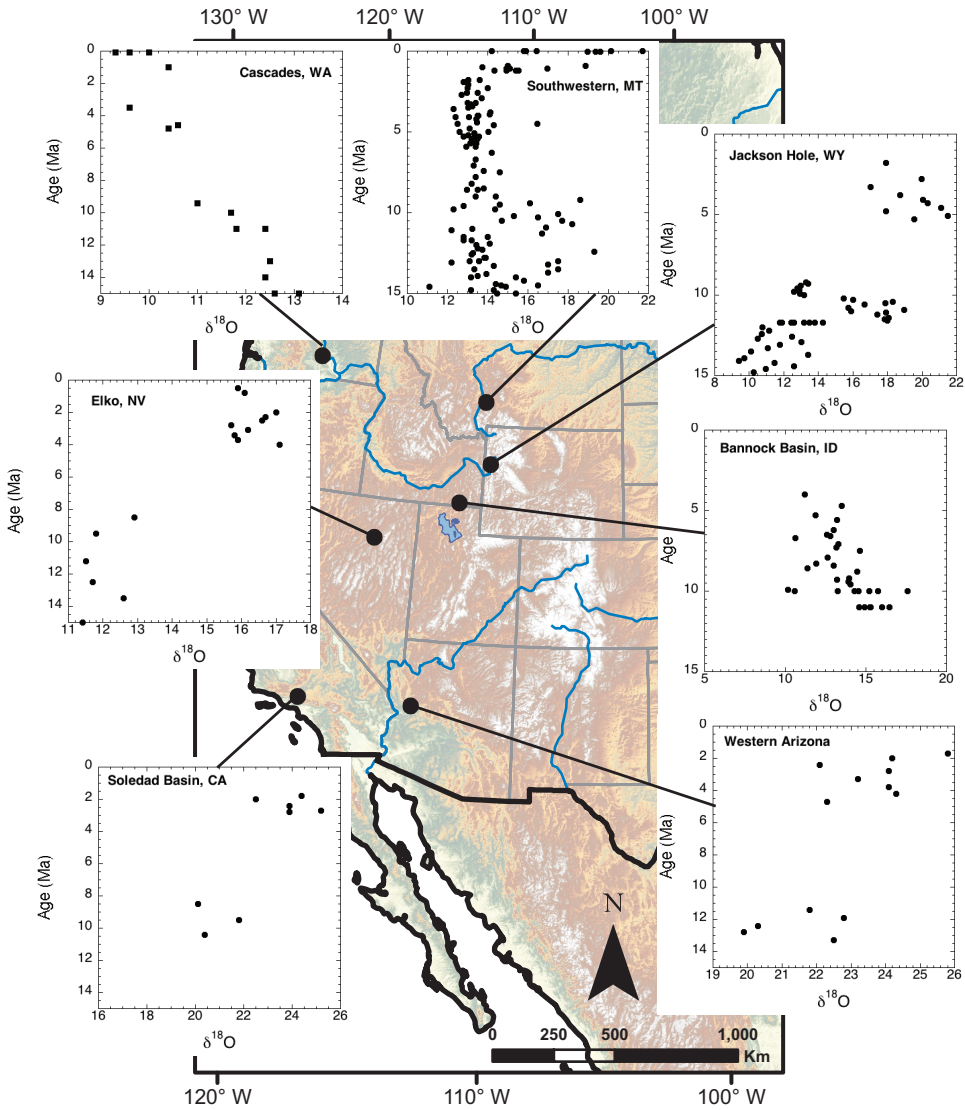 130° W 120° W 110° W 100° W
Cascades, WA
Age (Ma)
0
2
4
6
8
10
12
14
9 10 11 12 13 14
δ18O
Southwestern, MT
Age (Ma)
0
5
10
15
10 12 14 16 18 20 22
δ18O
Jackson Hole, WY
Age (Ma)
0
5
10
15
8 10 12 14 16 18 20 22
δ18O
Elko, NV
Age (Ma)
0
2
4
6
8
10
12
14
11 12 13 14 15 16 17 18
δ18O
Bannock Basin, ID
Age
0
5
10
15
5 10 15 20
δ18O
Soledad Basin, CA
Age (Ma)
0
2
4
6
8
10
12
14
16 18 20 22 24 26
δ18O
Western Arizona
Age (Ma)
0
2
4
6
8
10
12
14
19 20 21 22 23 24 25 26
δ18O
N
0 250 500 1,000
Km
120° W 110° W 100° W